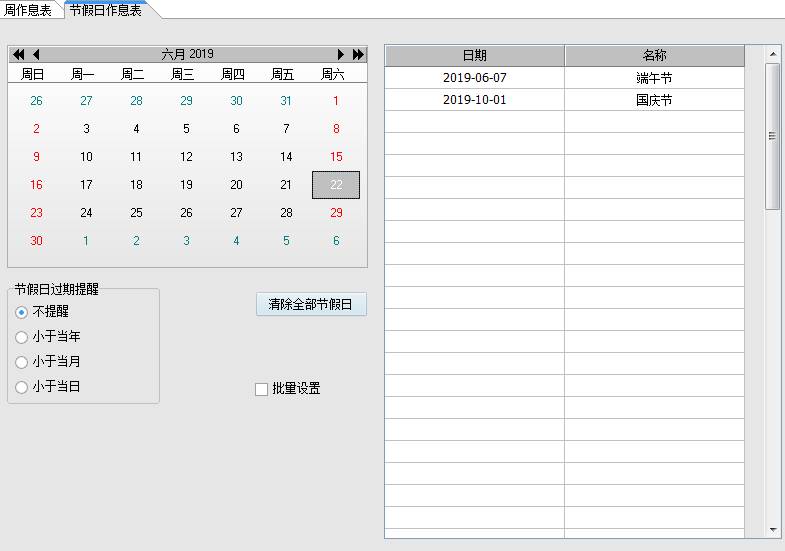 周作息表 节假日作息表
六月 2019
周日 周一 周二 周三 周四 周五 周六
26 27 28 29 30 31 1
2 3 4 5 6 7 8
9 10 11 12 13 14 15
16 17 18 19 20 21 22
23 24 25 26 27 28 29
30 1 2 3 4 5 6
节假日过期提醒
不提醒
小于当年
小于当月
小于当日
清除全部节假日
批量设置
日期 名称
2019-06-07 端午节
2019-10-01 国庆节